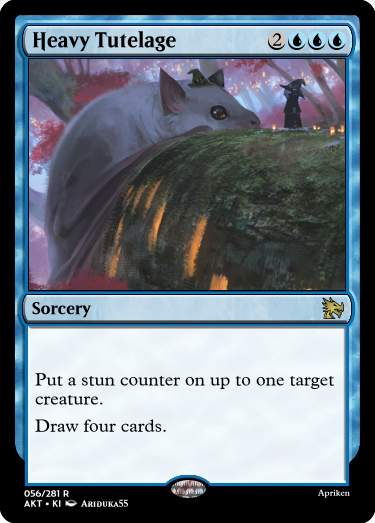 Heavy Tutelage 2
Sorcery
Put a stun counter on up to one target
creature.
Draw four cards.
056/281 R
Apriken
AKT • KI Ariduka55